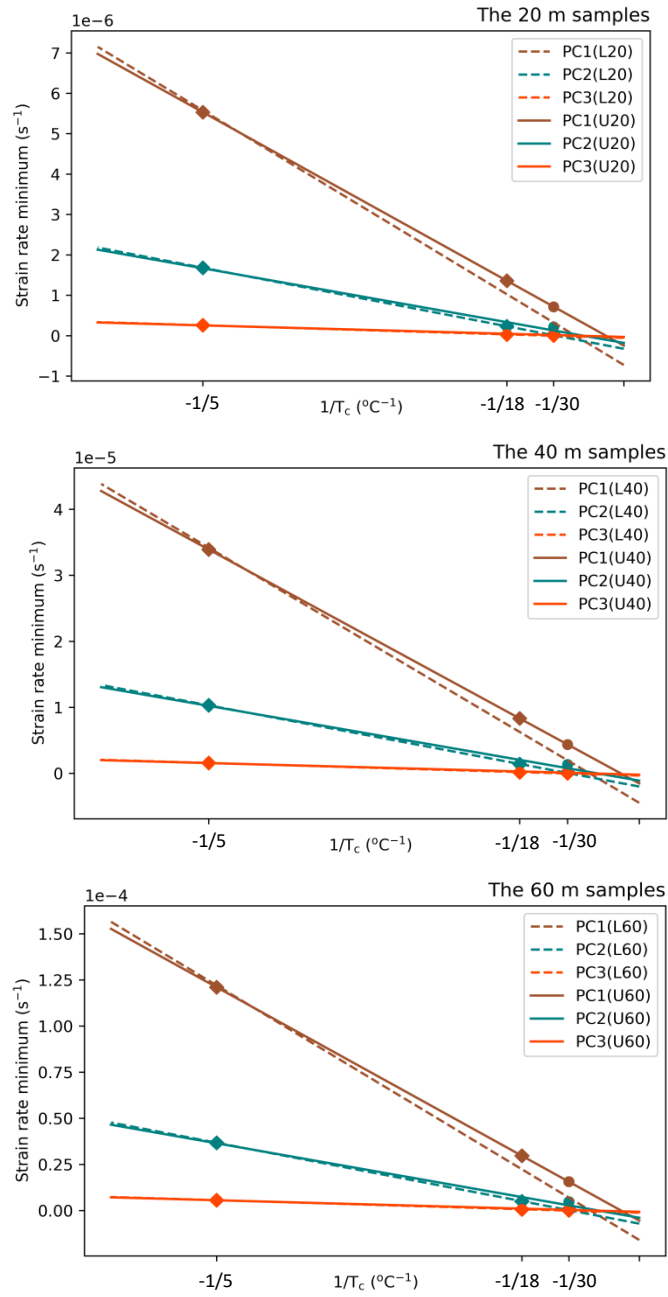 The 20 m samples
1e−6
7
6
5
4
3
2
1
0
−1
Strain rate minimum (s−1)
PC1(L20)
PC2(L20)
PC3(L20)
PC1(U20)
PC2(U20)
PC3(U20)
-1/5 1/Tc (oC−1) -1/18 -1/30
The 40 m samples
1e−5
4
3
2
1
0
Strain rate minimum (s−1)
PC1(L40)
PC2(L40)
PC3(L40)
PC1(U40)
PC2(U40)
PC3(U40)
-1/5 1/Tc (oC−1) -1/18 -1/30
The 60 m samples
1e−4
1.50
1.25
0.75
0.50
0.25
0.00
Strain rate minimum (s−1)
PC1(L60)
PC2(L60)
PC3(L60)
PC1(U60)
PC2(U60)
PC3(U60)
-1/5 1/Tc (oC−1) -1/18 -1/30